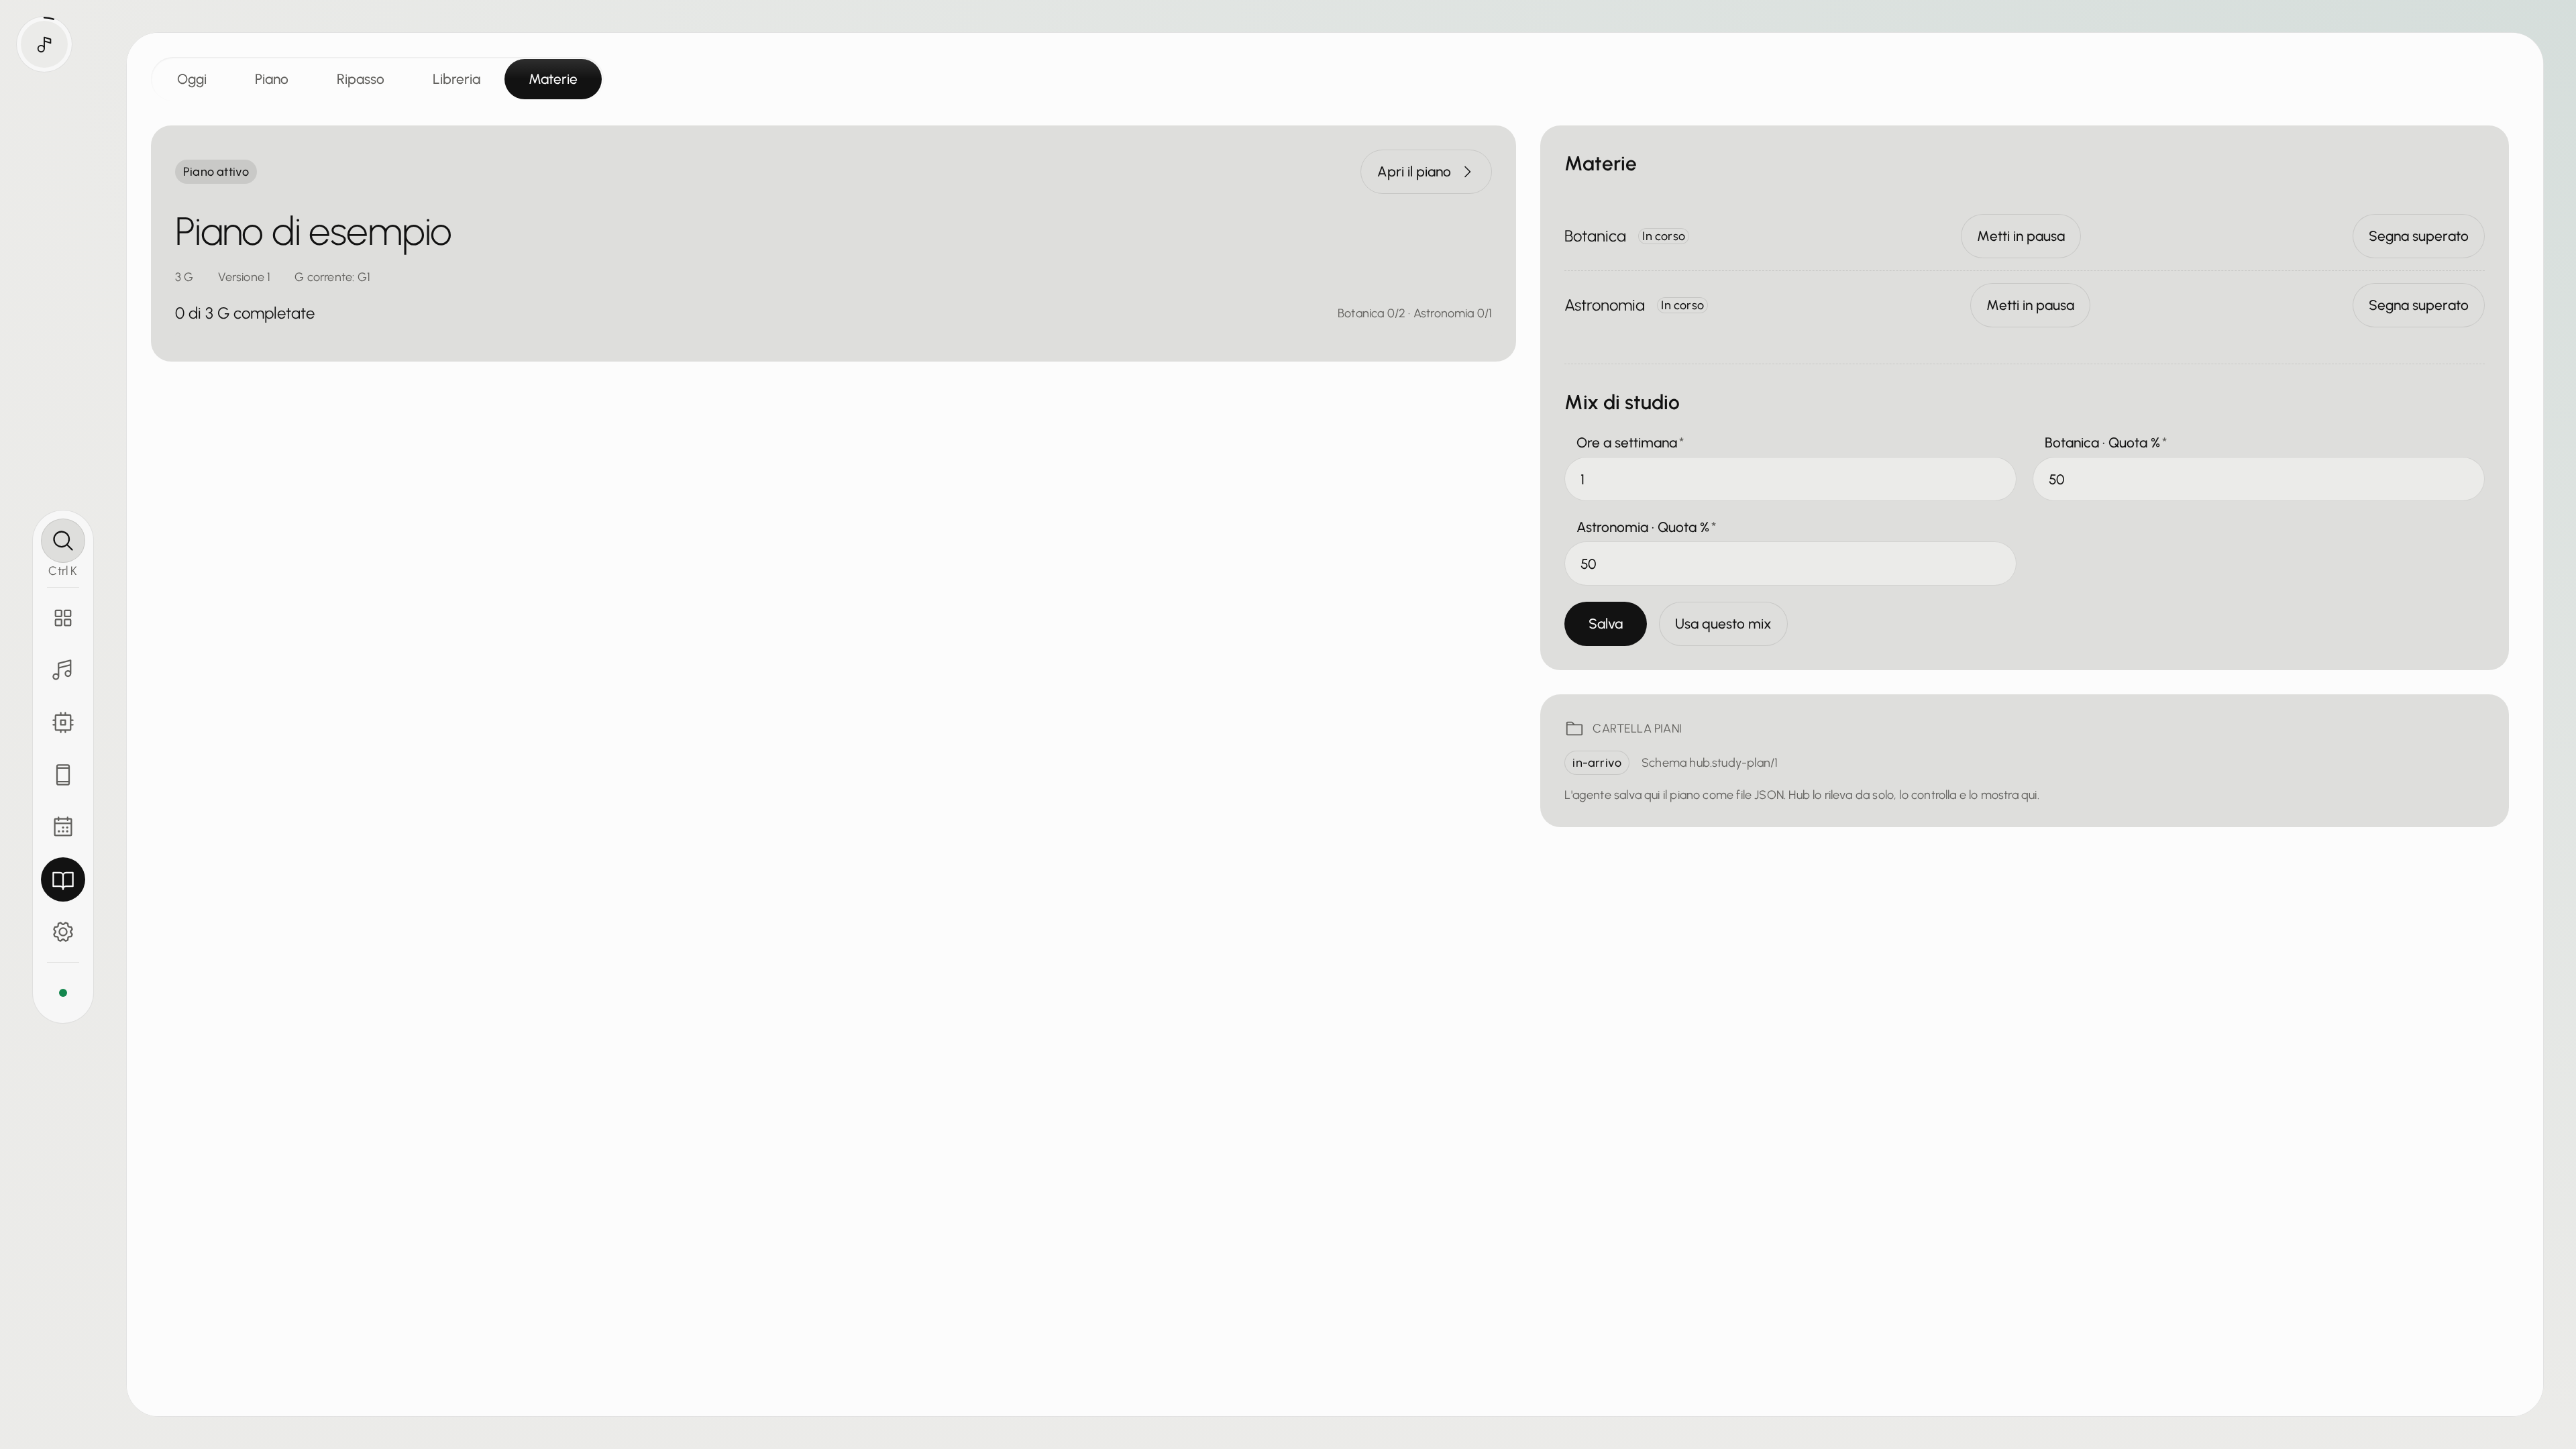 Oggi Piano Ripasso Libreria Materie
Piano attivo
Apri il piano
Piano di esempio
3 G Versione 1 G corrente: G1
0 di 3 G completate
Botanica 0/2 · Astronomia 0/1
Materie
Botanica In corso Metti in pausa Segna superato
Astronomia In corso Metti in pausa Segna superato
Mix di studio
Ore a settimana* Botanica · Quota %*
1 50
Astronomia · Quota %*
50
Salva Usa questo mix
CARTELLA PIANI
in-arrivo Schema hub.study-plan/1
L'agente salva qui il piano come file JSON. Hub lo rileva da solo, lo controlla e lo mostra qui.
Ctrl K